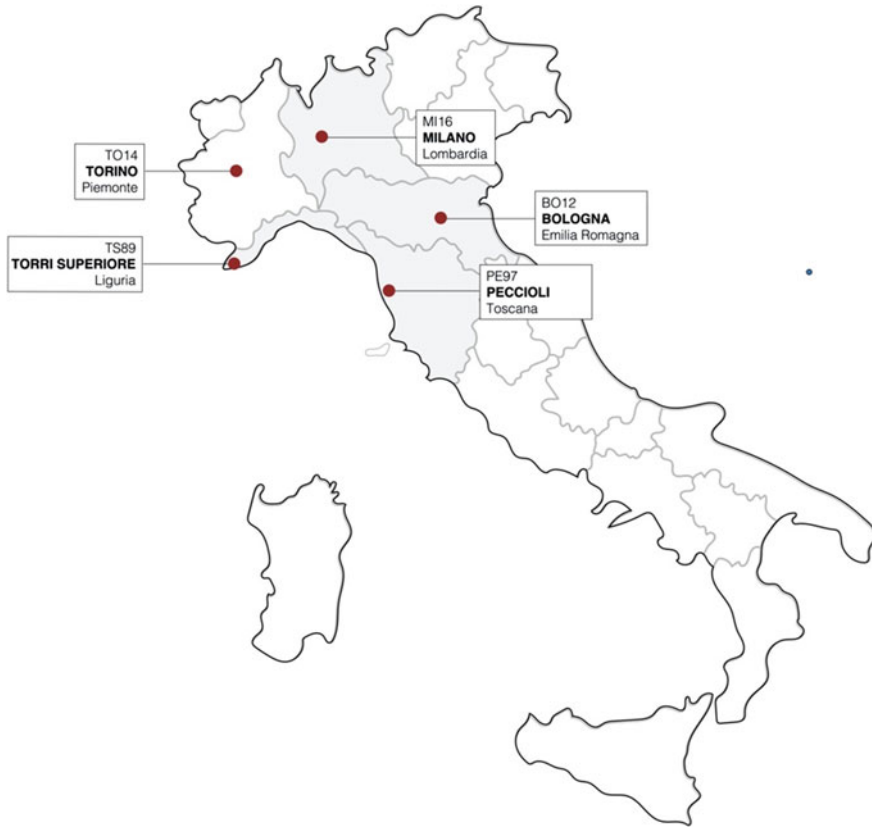 MI16
MILANO
Lombardia
TO14
TORINO
Piemonte
BO12
BOLOGNA
Emilia Romagna
TS89
TORRI SUPERIORE
Liguria
PE97
PECCIOLI
Toscana